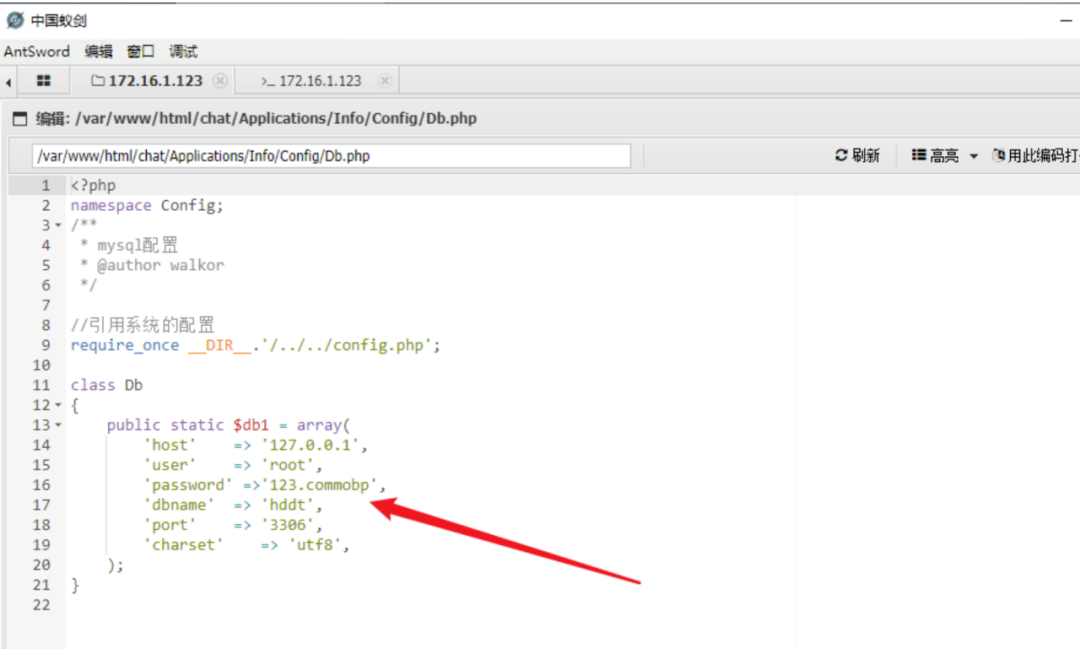 中国蚁剑
AntSword 编辑 窗口 调试
172.16.1.123 >_ 172.16.1.123
编辑: /var/www/html/chat/Applications/Info/Config/Db.php
/var/www/html/chat/Applications/Info/Config/Db.php 刷新 高亮 用此编码打
1 <?php
2 namespace Config;
3 /**
4  * mysql配置
5  * @author walkor
6  */
7
8 //引用系统的配置
9 require_once __DIR__.'/../../config.php';
10
11 class Db
12 {
13     public static $db1 = array(
14         'host'    => '127.0.0.1',
15         'user'    => 'root',
16         'password' =>'123.commobp',
17         'dbname'  => 'hddt',
18         'port'    => '3306',
19         'charset'    => 'utf8',
20     );
21 }
22